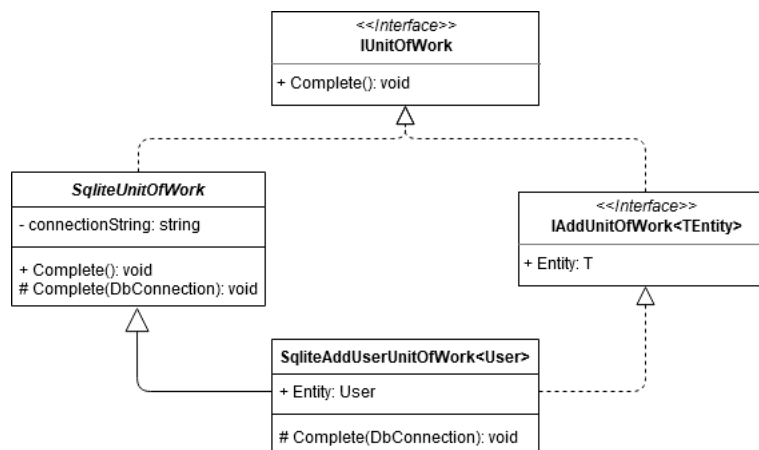 <<Interface>>
IUnitOfWork
+ Complete(): void
SqliteUnitOfWork
- connectionString: string
+ Complete(): void
# Complete(DbConnection): void
<<Interface>>
IAddUnitOfWork<TEntity>
+ Entity: T
SqliteAddUserUnitOfWork<User>
+ Entity: User
# Complete(DbConnection): void